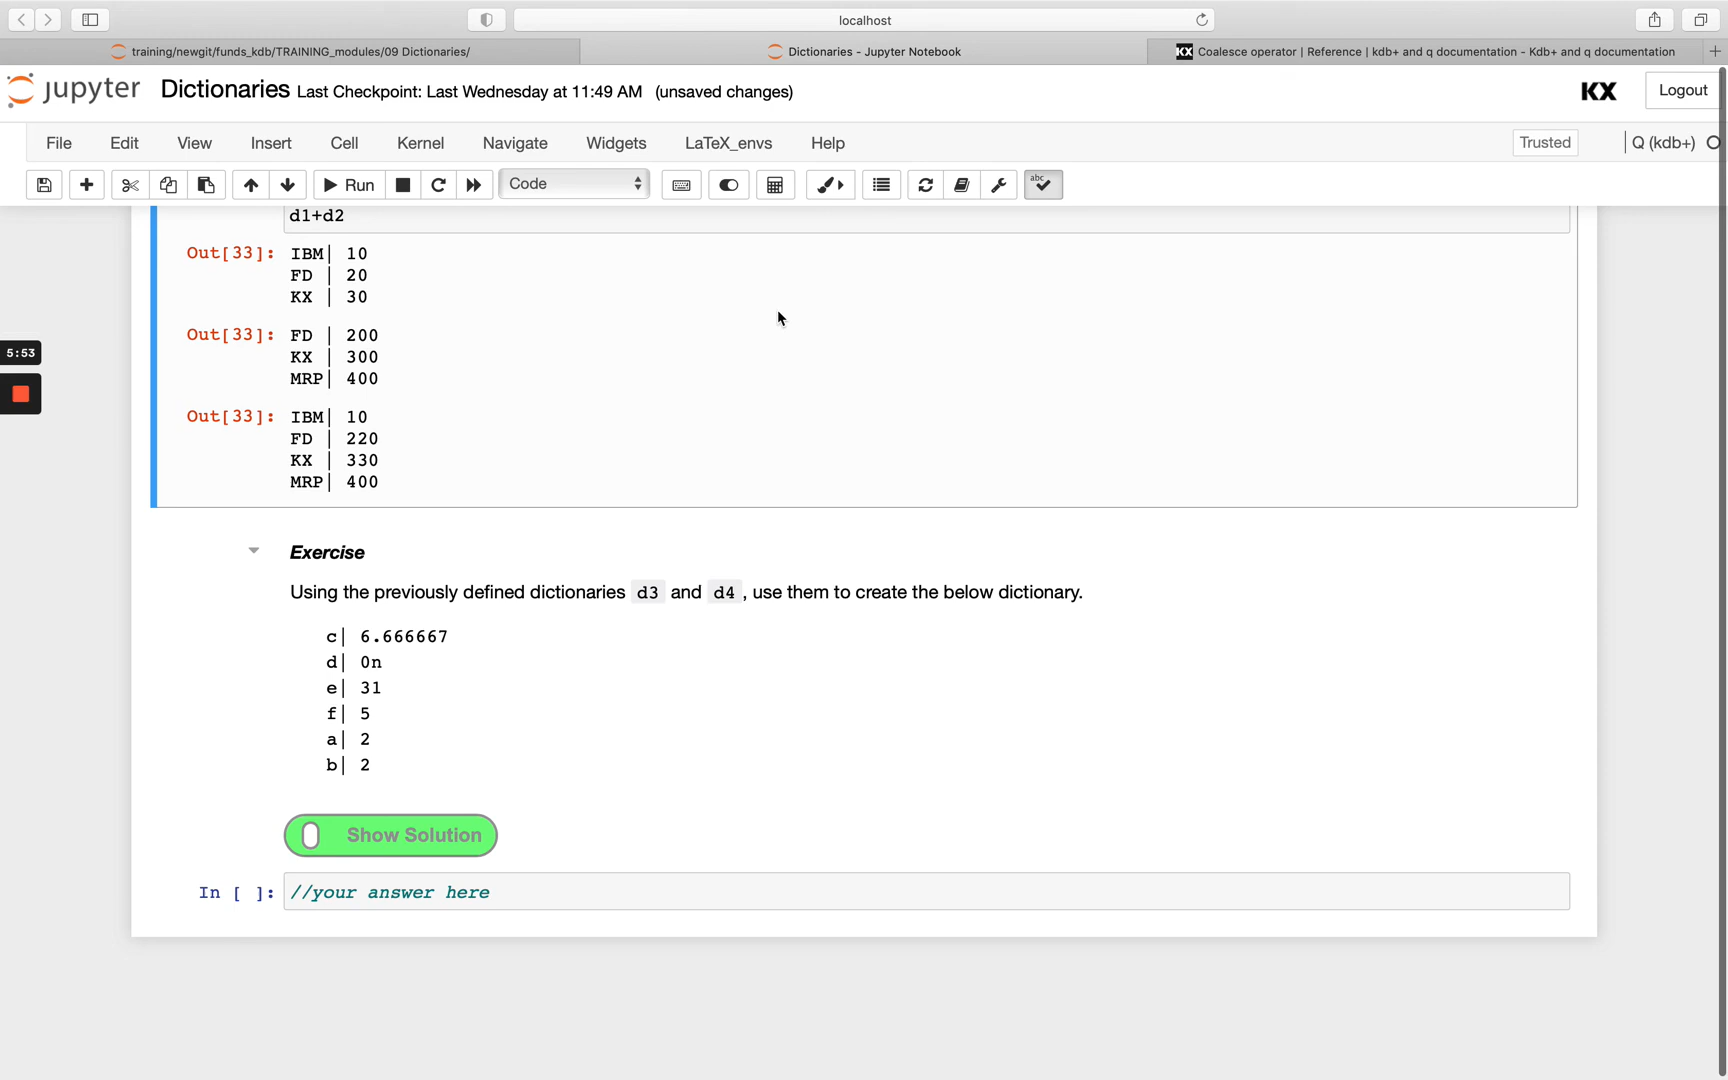 localhost
training/newgit/funds_kdb/TRAINING_modules/09 Dictionaries/
Dictionaries - Jupyter Notebook
KX Coalesce operator | Reference | kdb+ and q documentation - Kdb+ and q documentation
jupyter Dictionaries Last Checkpoint: Last Wednesday at 11:49 AM (unsaved changes)
KX
Logout
File Edit View Insert Cell Kernel Navigate Widgets LaTeX_envs Help
Trusted
Q (kdb+)
Run
Code
abc
d1+d2
Out[33]: IBM| 10
FD | 20
KX | 30
Out[33]: FD | 200
KX | 300
MRP| 400
Out[33]: IBM| 10
FD | 220
KX | 330
MRP| 400
5:53
Exercise
Using the previously defined dictionaries d3 and d4 , use them to create the below dictionary.
c| 6.666667
d| 0n
e| 31
f| 5
a| 2
b| 2
Show Solution
In [ ]: //your answer here